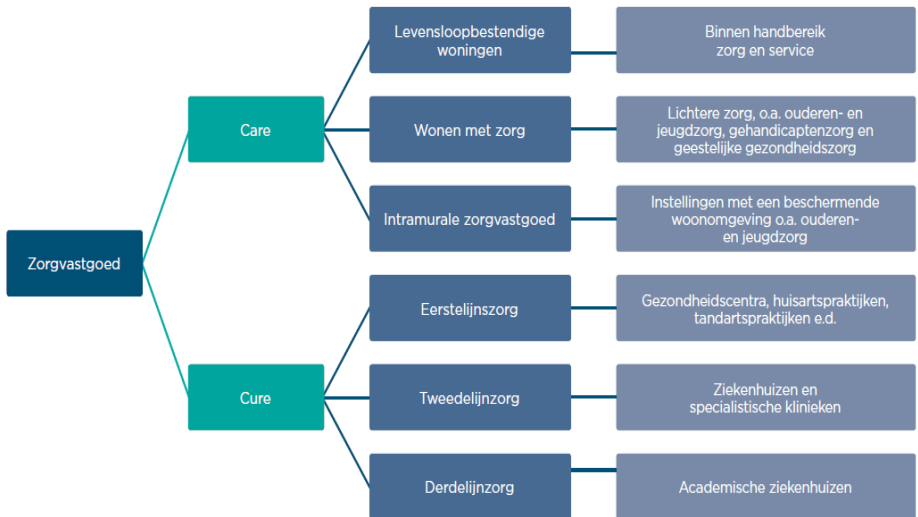 Levensloopbestendige
woningen
Binnen handbereik
zorg en service
Care
Wonen met zorg
Lichtere zorg, o.a. ouderen- en
jeugdzorg, gehandicaptenzorg en
geestelijke gezondheidszorg
Intramurale zorgvastgoed
Instellingen met een beschermende
woonomgeving o.a. ouderen-
en jeugdzorg
Zorgvastgoed
Eerstelijnszorg
Gezondheidscentra, huisartspraktijken,
tandartspraktijken e.d.
Cure
Tweedelijnzorg
Ziekenhuizen en
specialistische klinieken
Derdelijnzorg
Academische ziekenhuizen